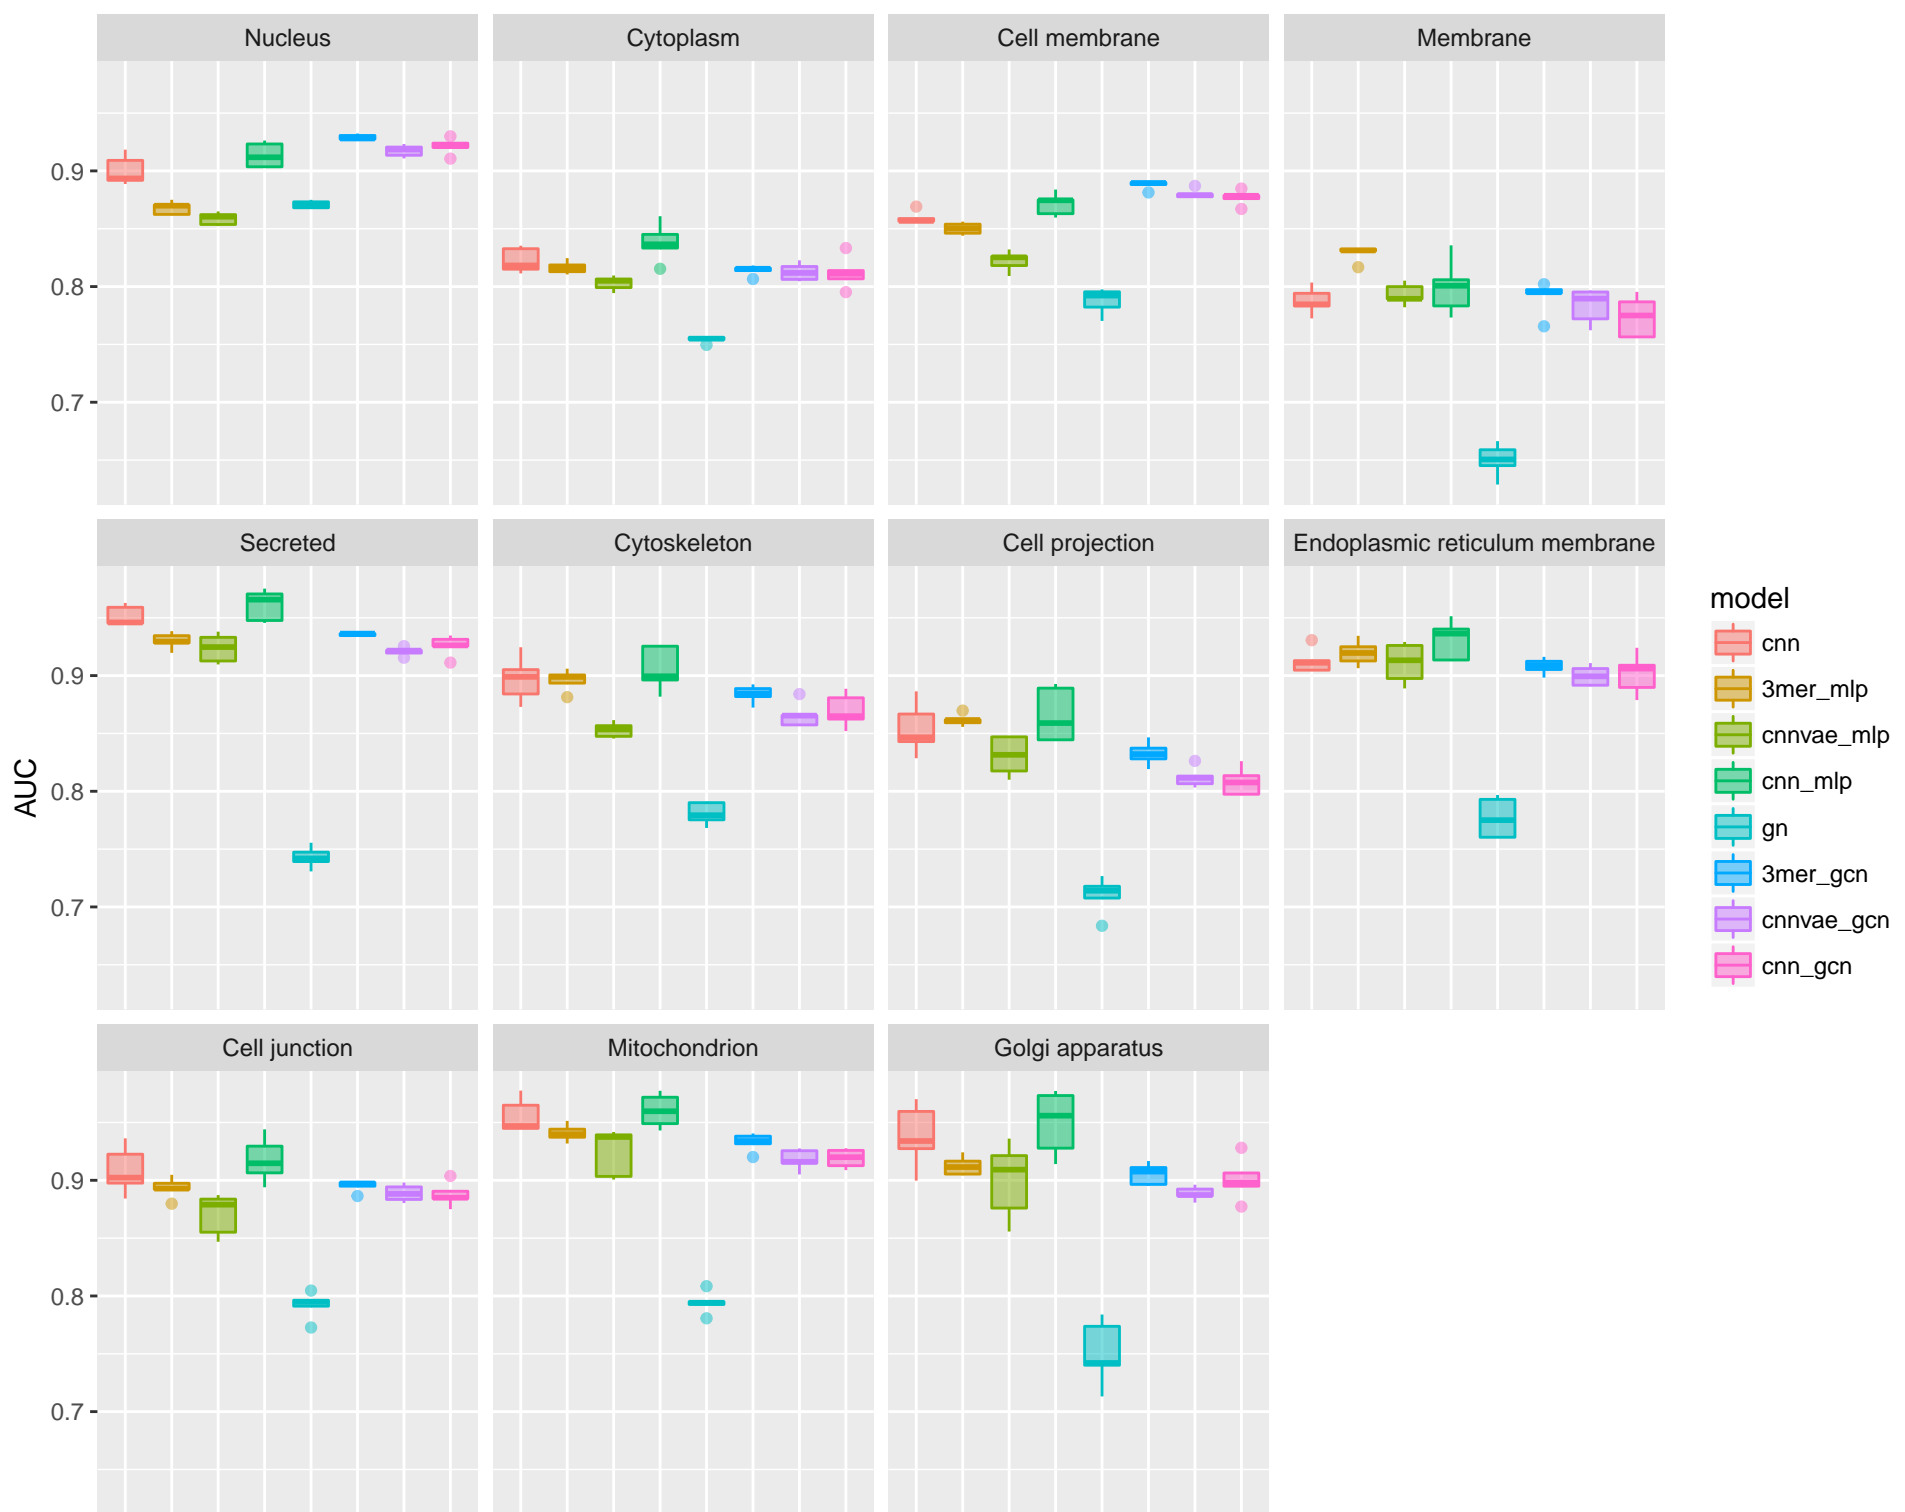 Nucleus
Cytoplasm
Cell membrane
Membrane
0.9
0.8
0.7
Secreted
Cytoskeleton
Cell projection
Endoplasmic reticulum membrane
0.9
0.8
0.7
AUC
Cell junction
Mitochondrion
Golgi apparatus
0.9
0.8
0.7
model
cnn
3mer_mlp
cnnvae_mlp
cnn_mlp
gn
3mer_gcn
cnnvae_gcn
cnn_gcn